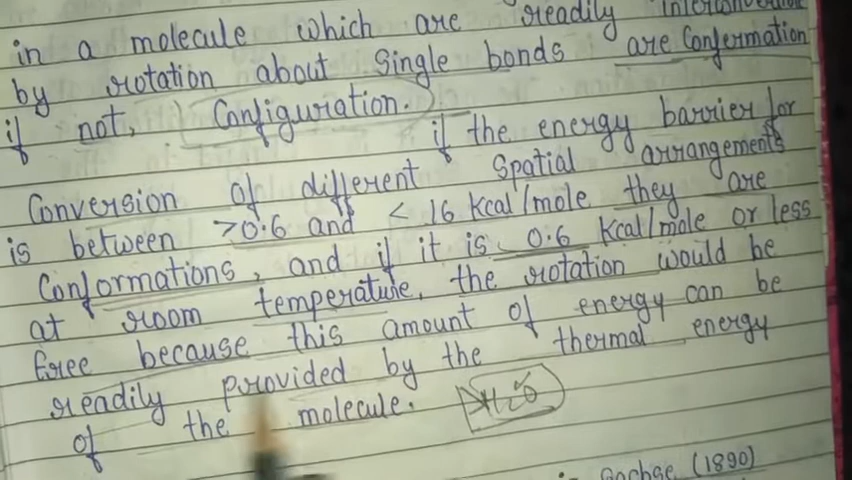 in a molecule which are readily
by rotation about Single bonds are Confermation
if not, Configuration.
if the energy barrier for
Conversion of different Spatial arrangements
is between >0.6 and < 16 Kcal/mole they are
Conformations, and if it is 0.6 Kcal/mole or less
at room temperature, the rotation would be
free because this amount of energy can be
readily provided by the thermal energy
of the molecule.
(1890)